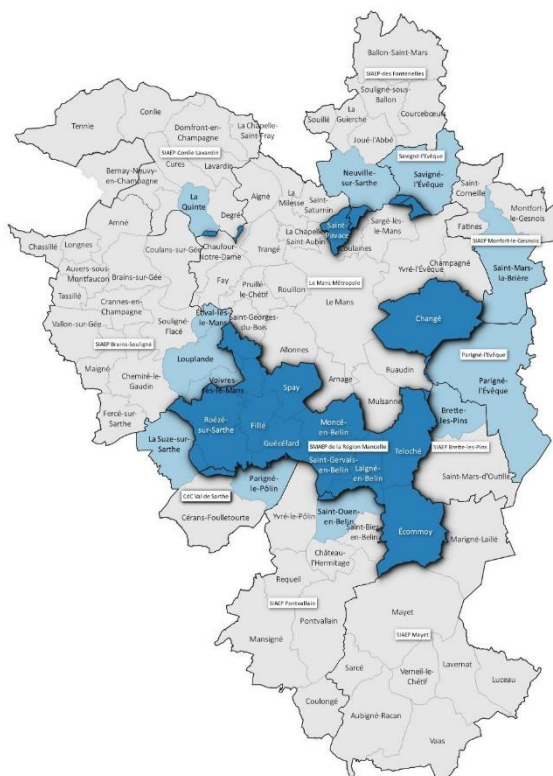 Ballon-Saint-Mars
SIAEP des Fontenelles
Souligné-sous-
Ballon
La
Guierche
Souillé
Courcebœufs
Joué-l'Abbé
Tennie
Conlie
Domfront-en-
Champagne
La Chapelle-
Saint-Fray
SIAEP Conlie Lavardin
Cures
Lavardin
Bernay-Neuvy-
en-Champagne
La
Quinte
Degré
Aigné
La
Milesse
Saint-
Saturnin
Neuville-
sur-Sarthe
Savigné-l'Evêque
Savigné-
l'Évêque
Saint-
Corneille
Montfort-
le-Gesnois
Fatines
SIAEP Monfort-le-Gesnois
Amné
Chassillé
Longnes
Coulans-sur-Gée
Chaufour-
Notre-Dame
Trangé
La Chapelle-
Saint-Aubin
Saint-
Pavace
Coulaines
Sargé-lès-
le-Mans
Yvré-l'Évêque
Champagné
Saint-Mars-
la-Brière
Auvers-sous-
Montfaucon
Brains-sur-Gée
Tassillé
Crannes-en-
Champagne
Vallon-sur-Gée
Fay
Pruillé-
le-Chétif
Rouillon
Le Mans Métropole
Le Mans
Changé
Souligné
Flacé
Étival-lès-
le-Mans
Saint-Georges-
du-Bois
SIAEP Brains-Souligné
Louplande
Allonnes
Arnage
Ruaudin
Parigné-l'Evêque
Parigné-
l'Évêque
Maigné
Chemiré-le-
Gaudin
Voivres-
lès-le-Mans
Spay
Mulsanne
Fercé-sur-
Sarthe
Roëzé-
sur-Sarthe
Fillé
Guécélard
Moncé-
en-Belin
Teloché
Brette-
les-Pins
SMAEP de la Région Mancelle
SIAEP Brette-les-Pins
La Suze-sur-
Sarthe
Saint-Gervais-
en-Belin
Laigné-
en-Belin
Saint-Mars-d'Outillé
Parigné-
le-Pôlin
CdC Val de Sarthe
Cérans-Foulletourte
Yvré-le-Pôlin
Saint-Ouen-
en-Belin
Saint-Biez-
en-Belin
Écommoy
Marigné-Laillé
Château-
l'Hermitage
Requeil
SIAEP Pontvallain
Pontvallain
Mansigné
Mayet
SIAEP Mayet
Sarcé
Verneil-le-
Chétif
Lavernat
Luceau
Coulongé
Aubigné-Racan
Vaas